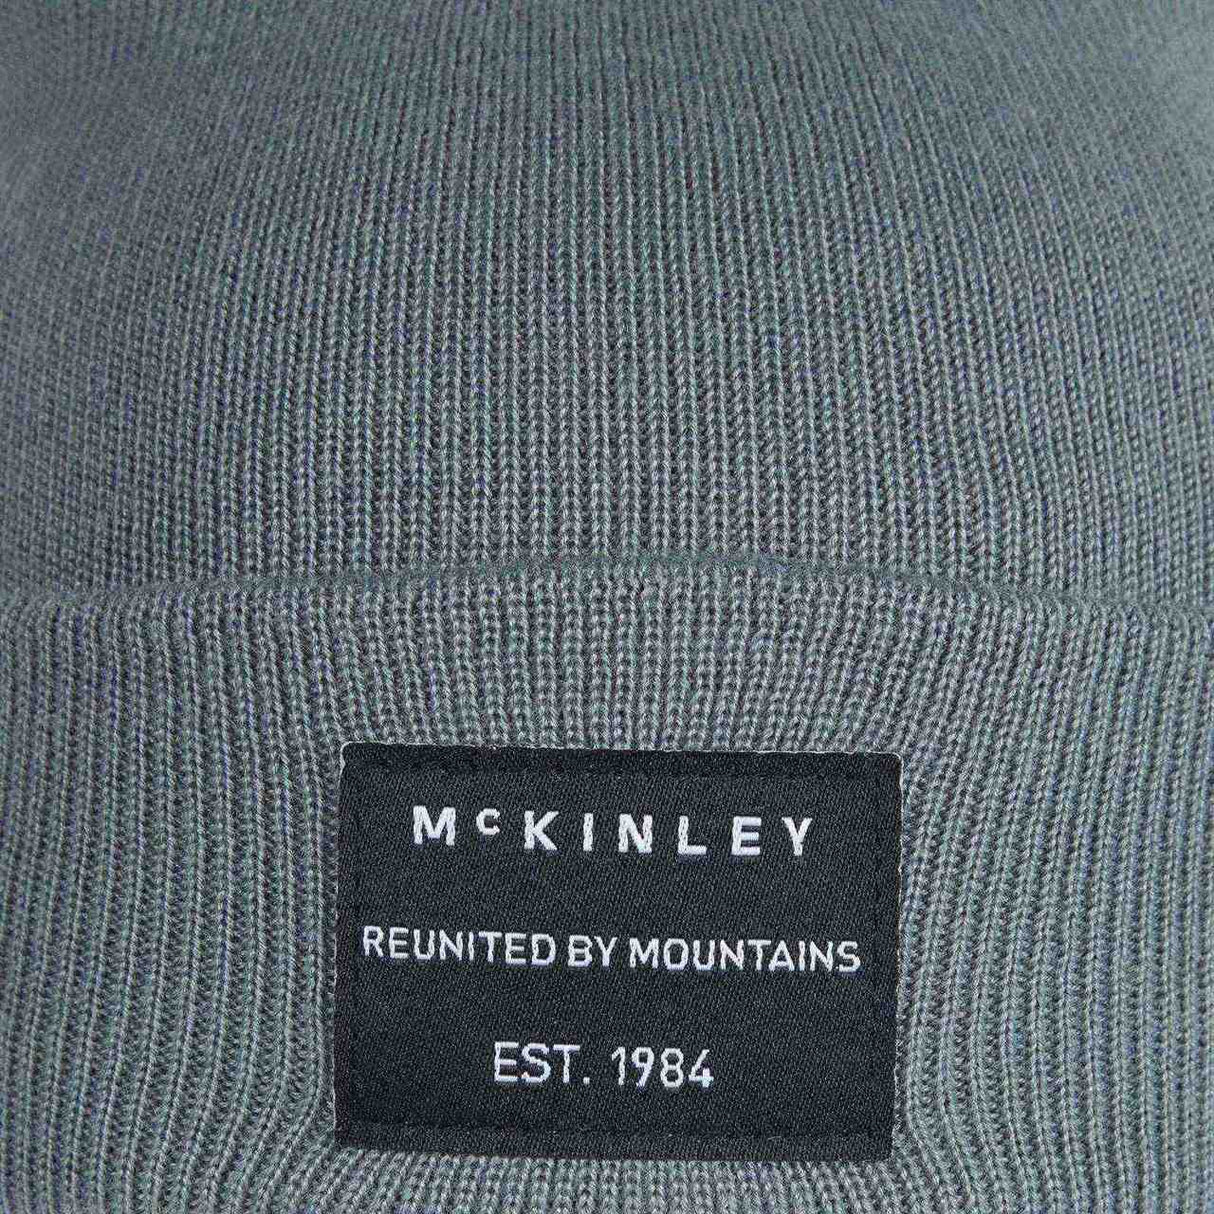 McKINLEY
REUNITED BY MOUNTAINS
EST. 1984